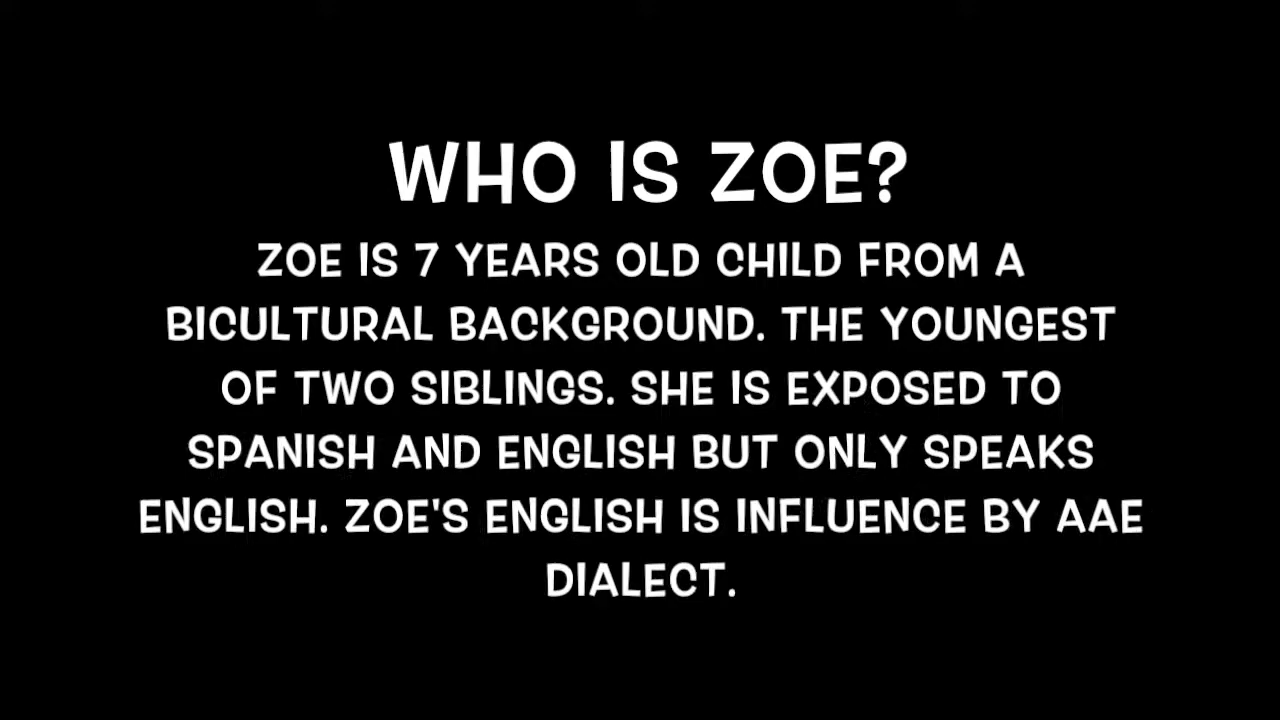 WHO IS ZOE?
ZOE IS 7 YEARS OLD CHILD FROM A
BICULTURAL BACKGROUND. THE YOUNGEST
OF TWO SIBLINGS. SHE IS EXPOSED TO
SPANISH AND ENGLISH BUT ONLY SPEAKS
ENGLISH. ZOE'S ENGLISH IS INFLUENCE BY AAE
DIALECT.